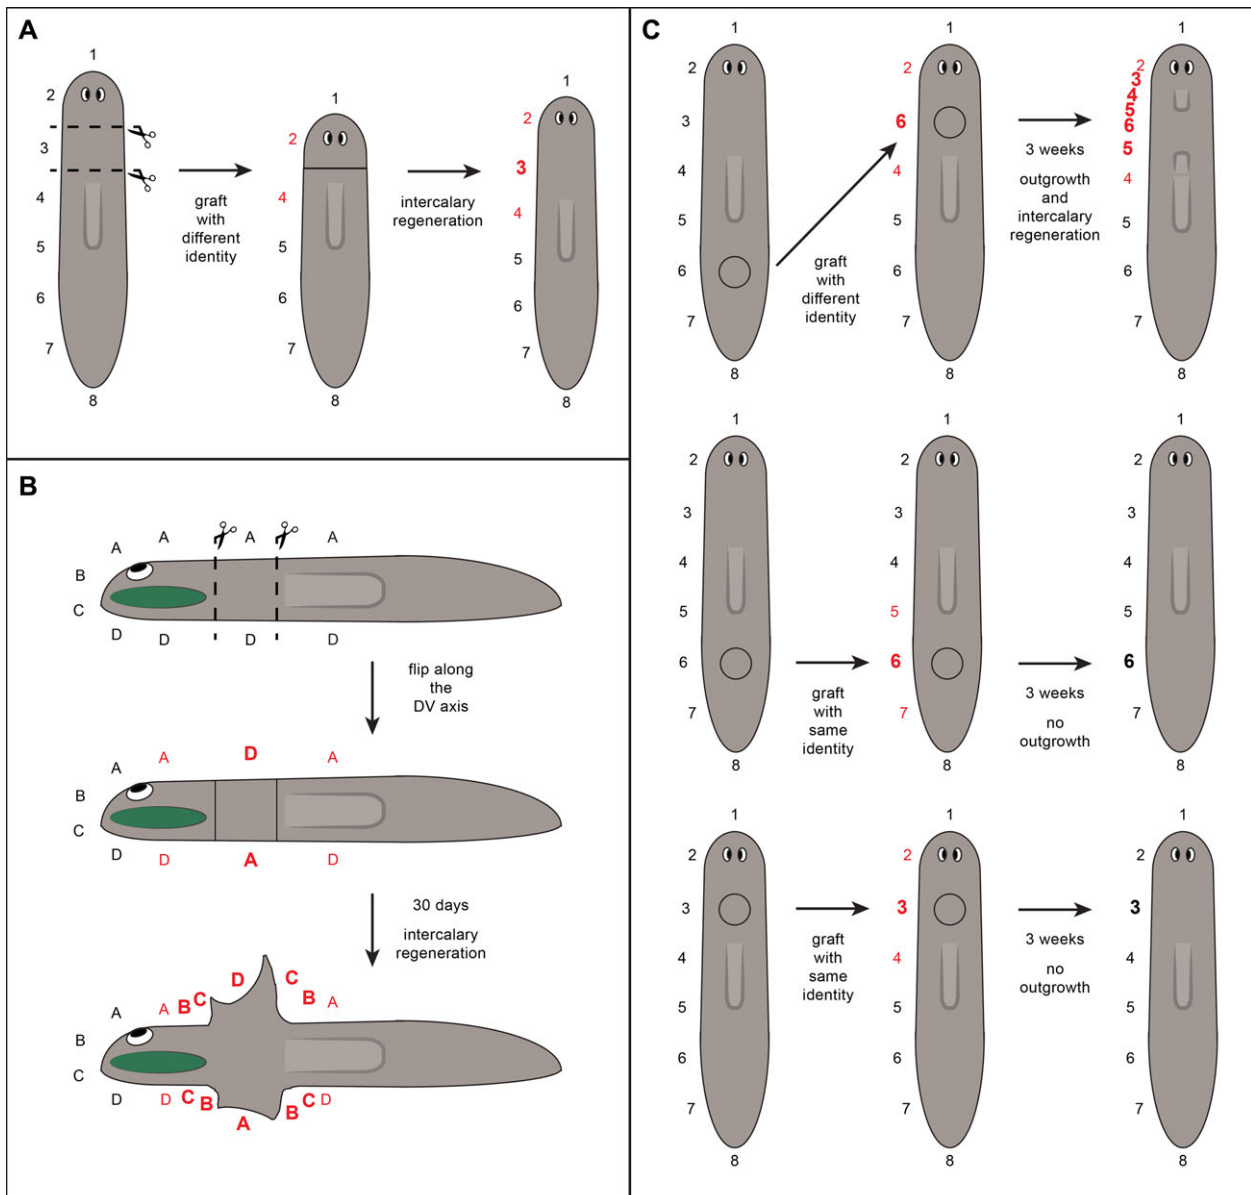 A
1
2
3
4
5
6
7
8
graft
with
different
identity
1
2
4
5
6
7
8
intercalary
regeneration
1
2
3
4
5
6
7
8
B
A A A A
B
C
D D D D
flip along
the
DV axis
A A D A
B
C
D D A D
30 days
intercalary
regeneration
A A B C D C B A
B
C
D D C B A B C D
C
1
2
3
4
5
6
7
8
graft
with
different
identity
1
2
6
4
5
6
7
8
3 weeks
outgrowth
and
intercalary
regeneration
1
2
3
4
5
6
5
4
5
6
7
8
1
2
3
4
5
6
7
8
graft
with
same
identity
1
2
3
4
5
6
7
8
3 weeks
no
outgrowth
1
2
3
4
5
6
7
8
1
2
3
4
5
6
7
8
graft
with
same
identity
1
2
3
4
5
6
7
8
3 weeks
no
outgrowth
1
2
3
4
5
6
7
8